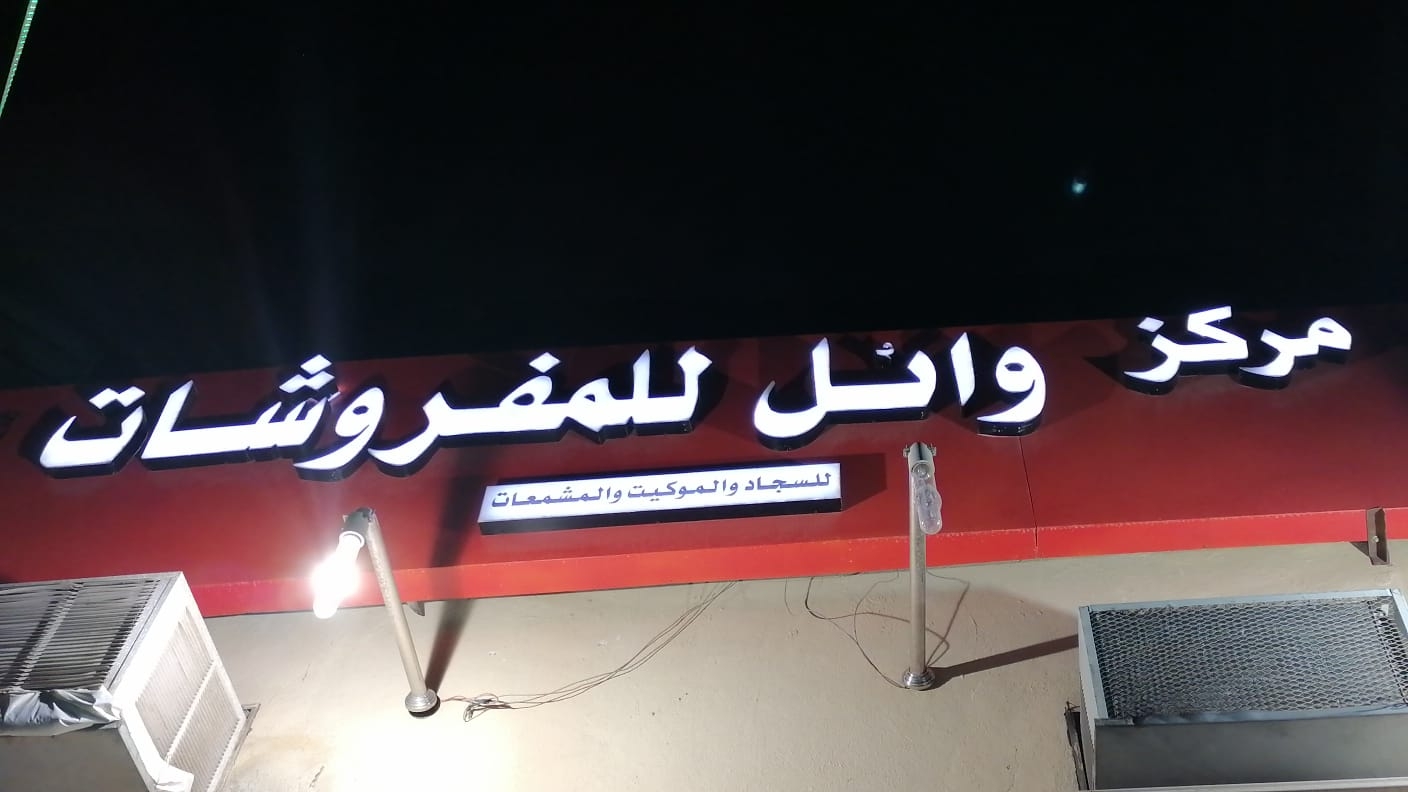 مركز وائل للمفروشات
للسجاد والموكيت والمشمعات